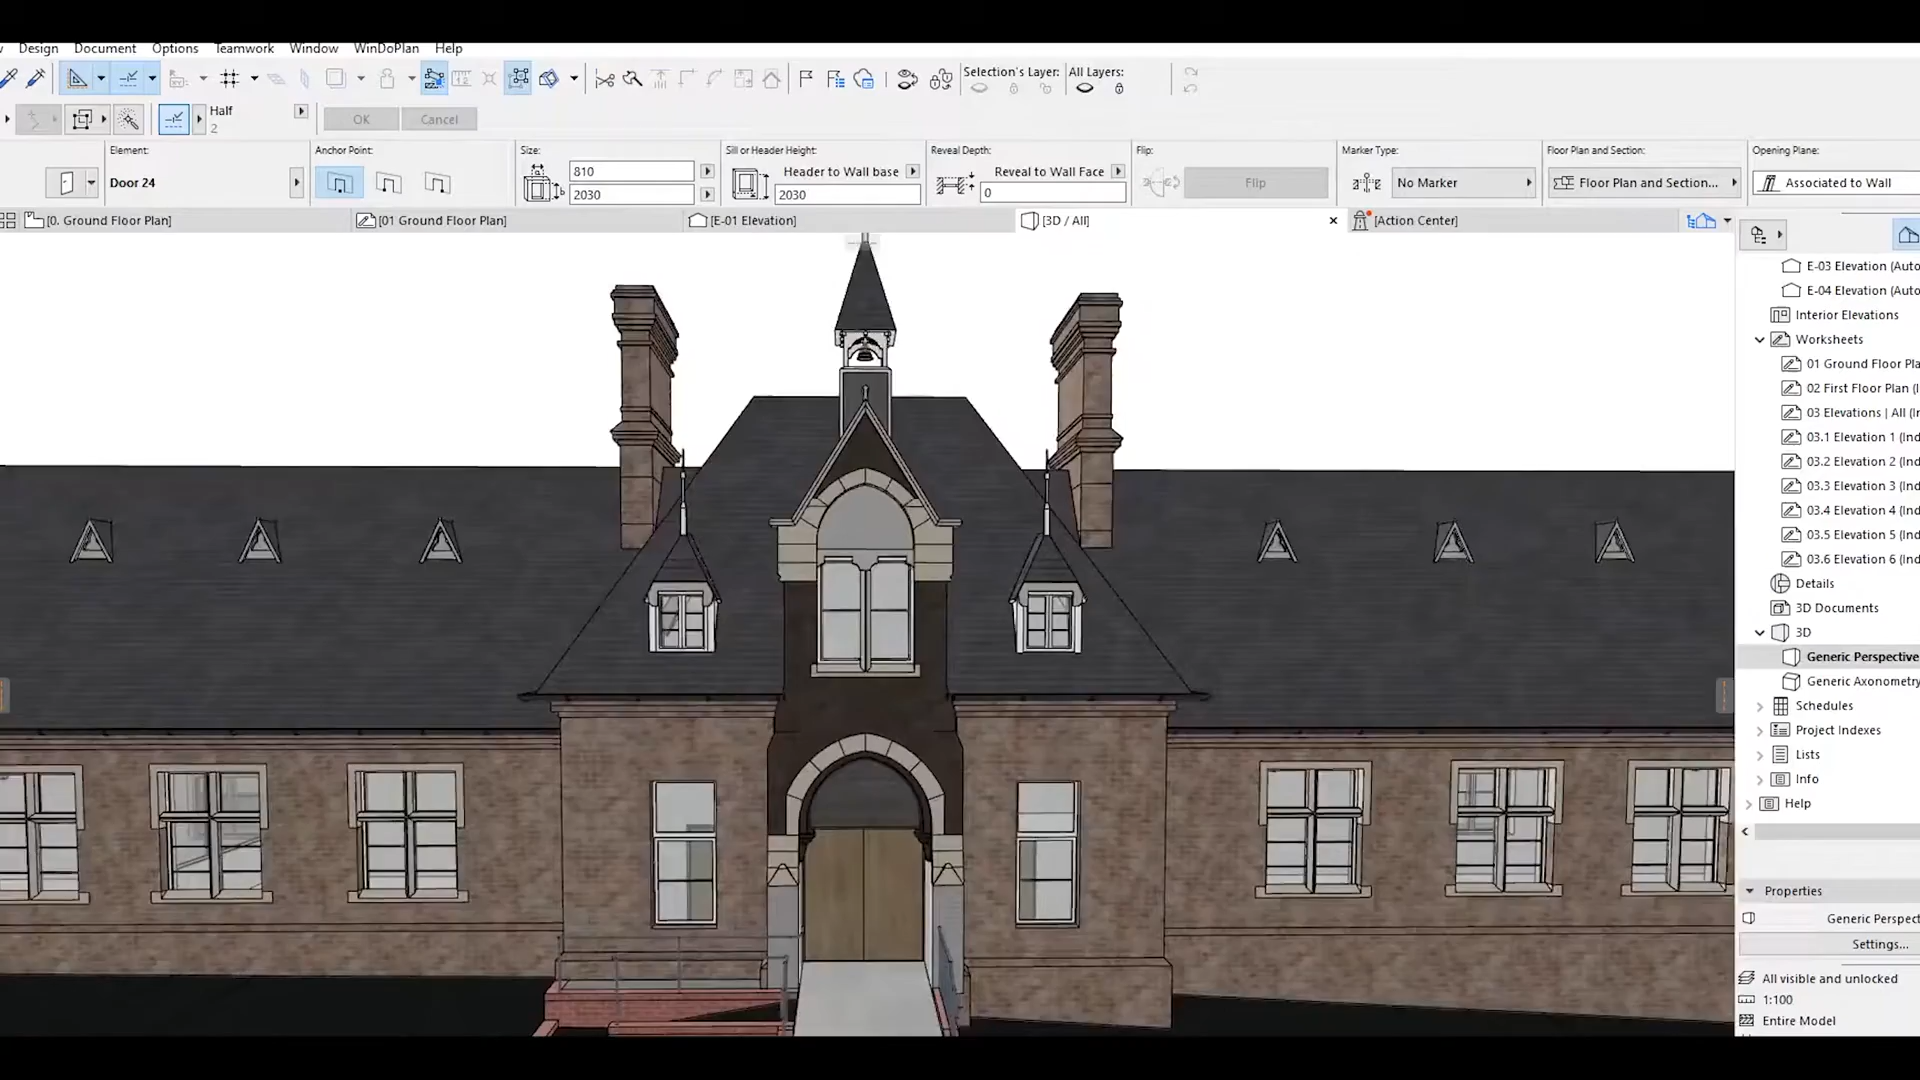 Design Document Options Teamwork Window WinDoPlan Help
Selection's Layer: All Layers:
Half
2
OK Cancel
Element: Anchor Point: Size: Sill or Header Height: Reveal Depth: Flip: Marker Type: Floor Plan and Section: Opening Plane:
Door 24
810
2030
Header to Wall base
2030
Reveal to Wall Face
0
Flip
No Marker
Floor Plan and Section...
Associated to Wall
[0. Ground Floor Plan] [01 Ground Floor Plan] [E-01 Elevation] [3D / All] [Action Center]
E-03 Elevation (Auto
E-04 Elevation (Auto
Interior Elevations
Worksheets
01 Ground Floor Pla
02 First Floor Plan (I
03 Elevations | All (Ir
03.1 Elevation 1 (Ind
03.2 Elevation 2 (Ind
03.3 Elevation 3 (Ind
03.4 Elevation 4 (Ind
03.5 Elevation 5 (Ind
03.6 Elevation 6 (Ind
Details
3D Documents
3D
Generic Perspective
Generic Axonometry
Schedules
Project Indexes
Lists
Info
Help
Properties
Generic Perspect
Settings...
All visible and unlocked
1:100
Entire Model